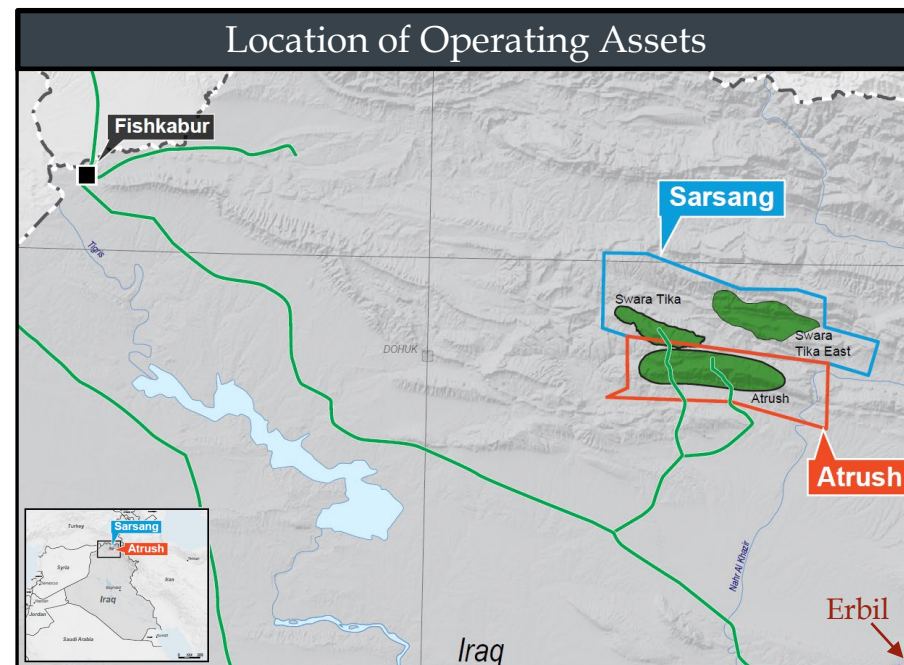 Location of Operating Assets
Fishkabur
Tigris
Sarsang
Swara Tika
Swara
Tika East
DOHUK
Atrush
Atrush
Nahr Al Khazir
Erbil
Iraq
Turkey
Sarsang
Atrush
Syria
Iran
Iraq
Jordan
Saudi Arabia